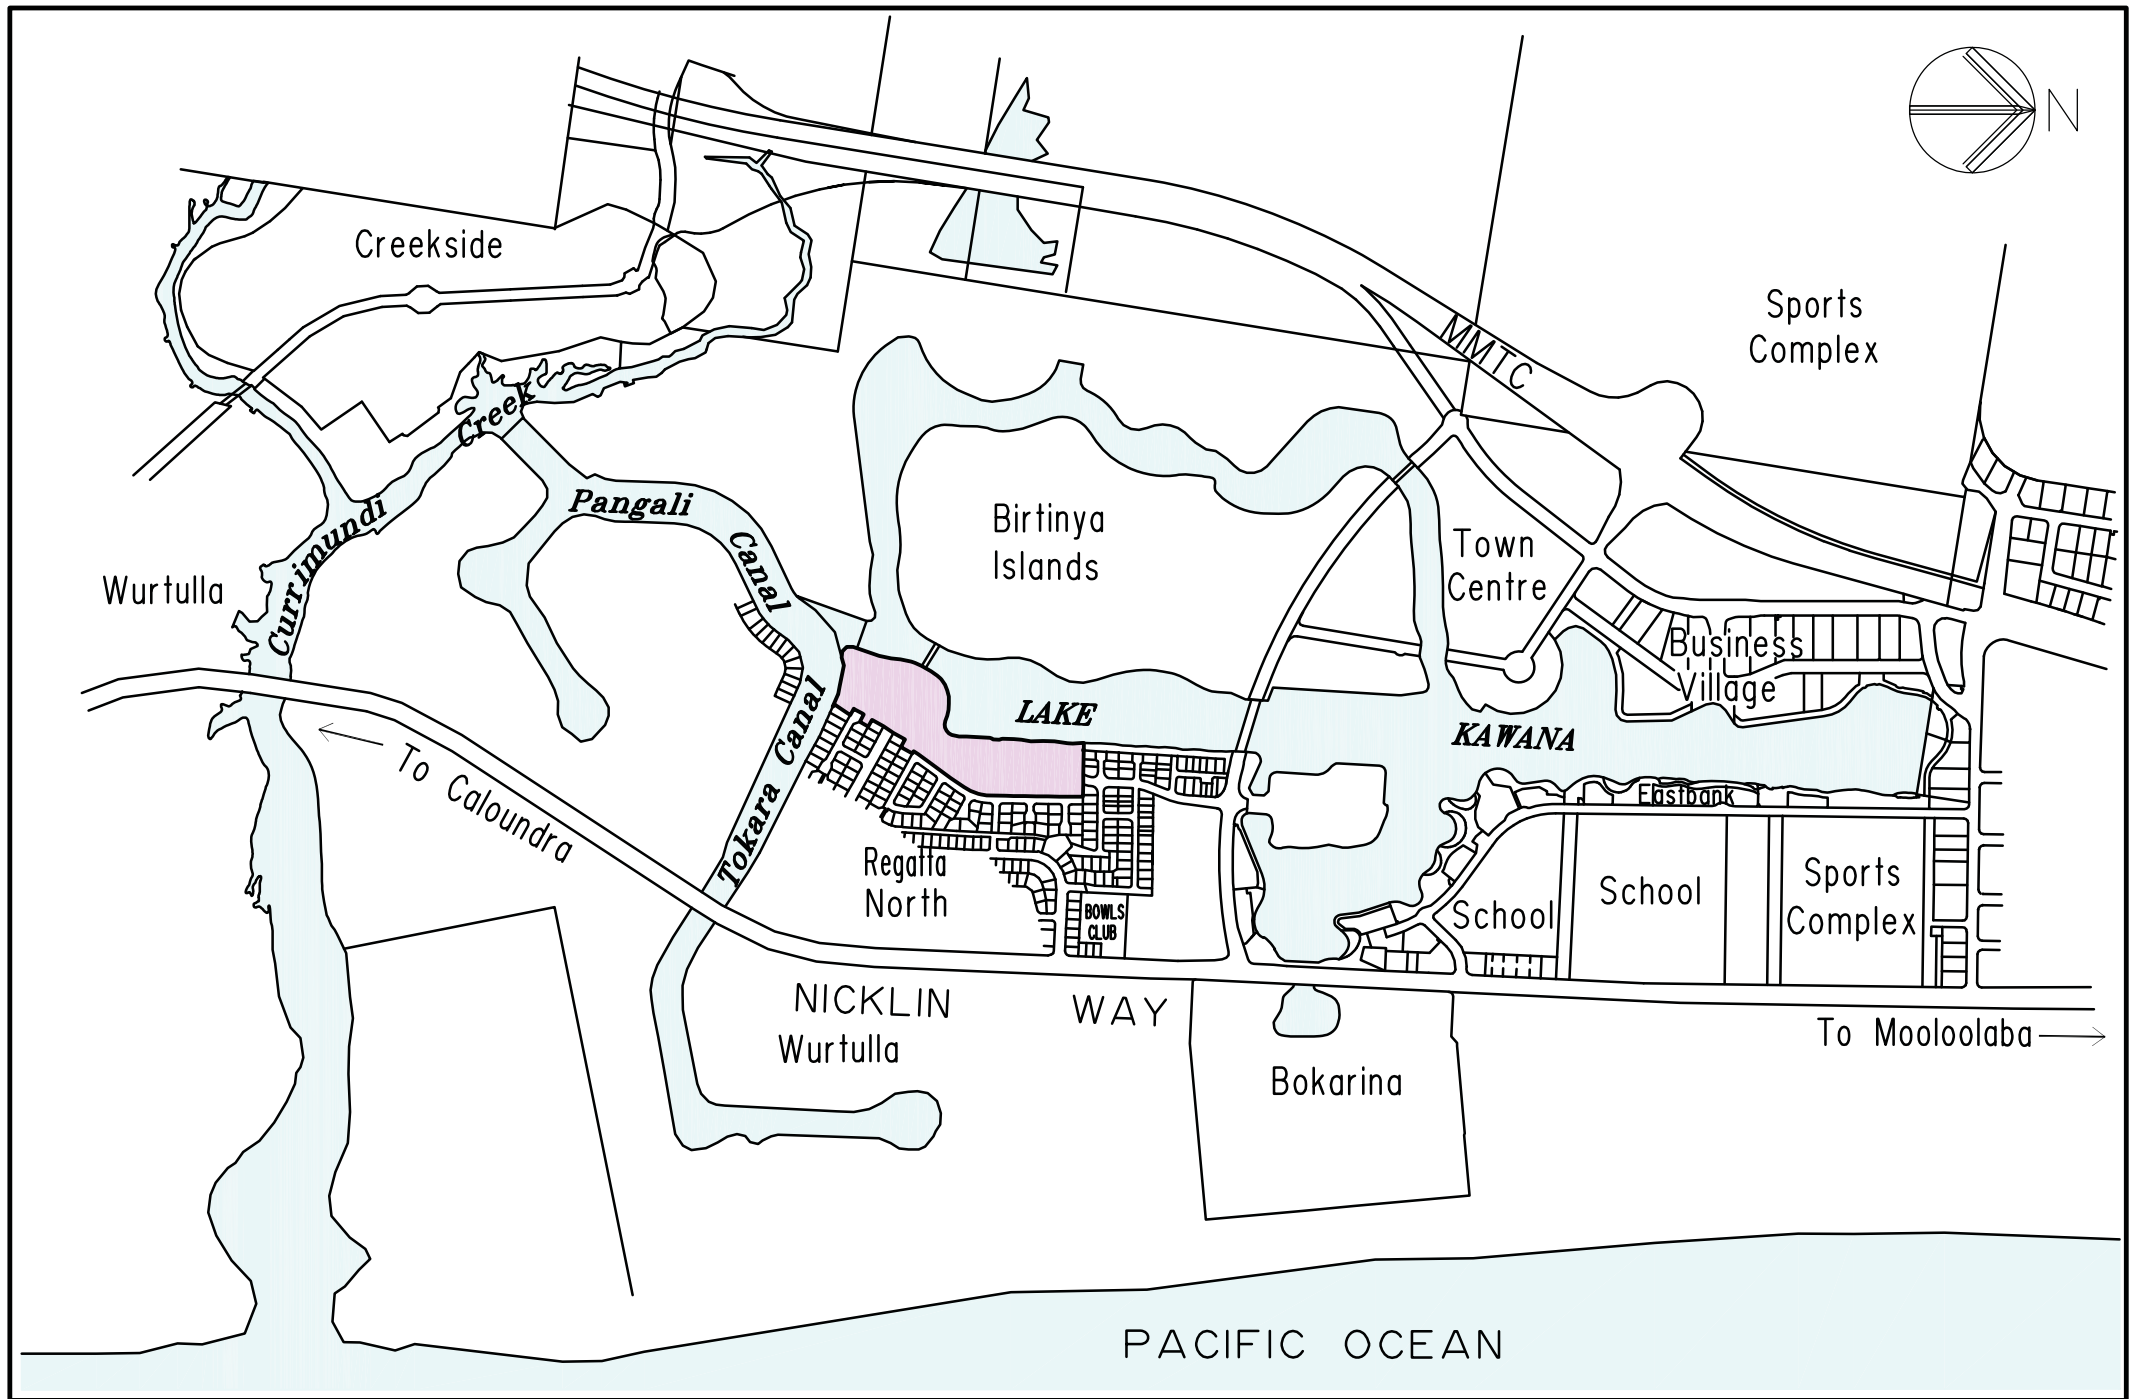 N
Creekside
Sports
Complex
MMTC
Creek
Pangali
Canal
Birtinya
Islands
Town
Centre
Currimundi
Wurtulla
Business
Village
LAKE
KAWANA
Tokara Canal
To Caloundra
Eastbank
Regatta
North
BOWLS
CLUB
School
School
Sports
Complex
NICKLIN WAY
Wurtulla
To Mooloolaba
Bokarina
PACIFIC OCEAN